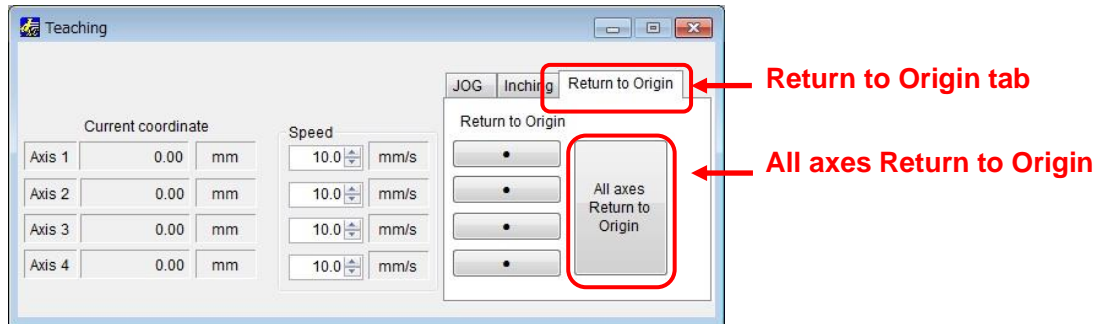 Teaching
JOG Inching Return to Origin
Return to Origin tab
Current coordinate Speed Return to Origin
Axis 1 0.00 mm 10.0 mm/s
Axis 2 0.00 mm 10.0 mm/s
Axis 3 0.00 mm 10.0 mm/s
Axis 4 0.00 mm 10.0 mm/s
All axes
Return to
Origin
All axes Return to Origin